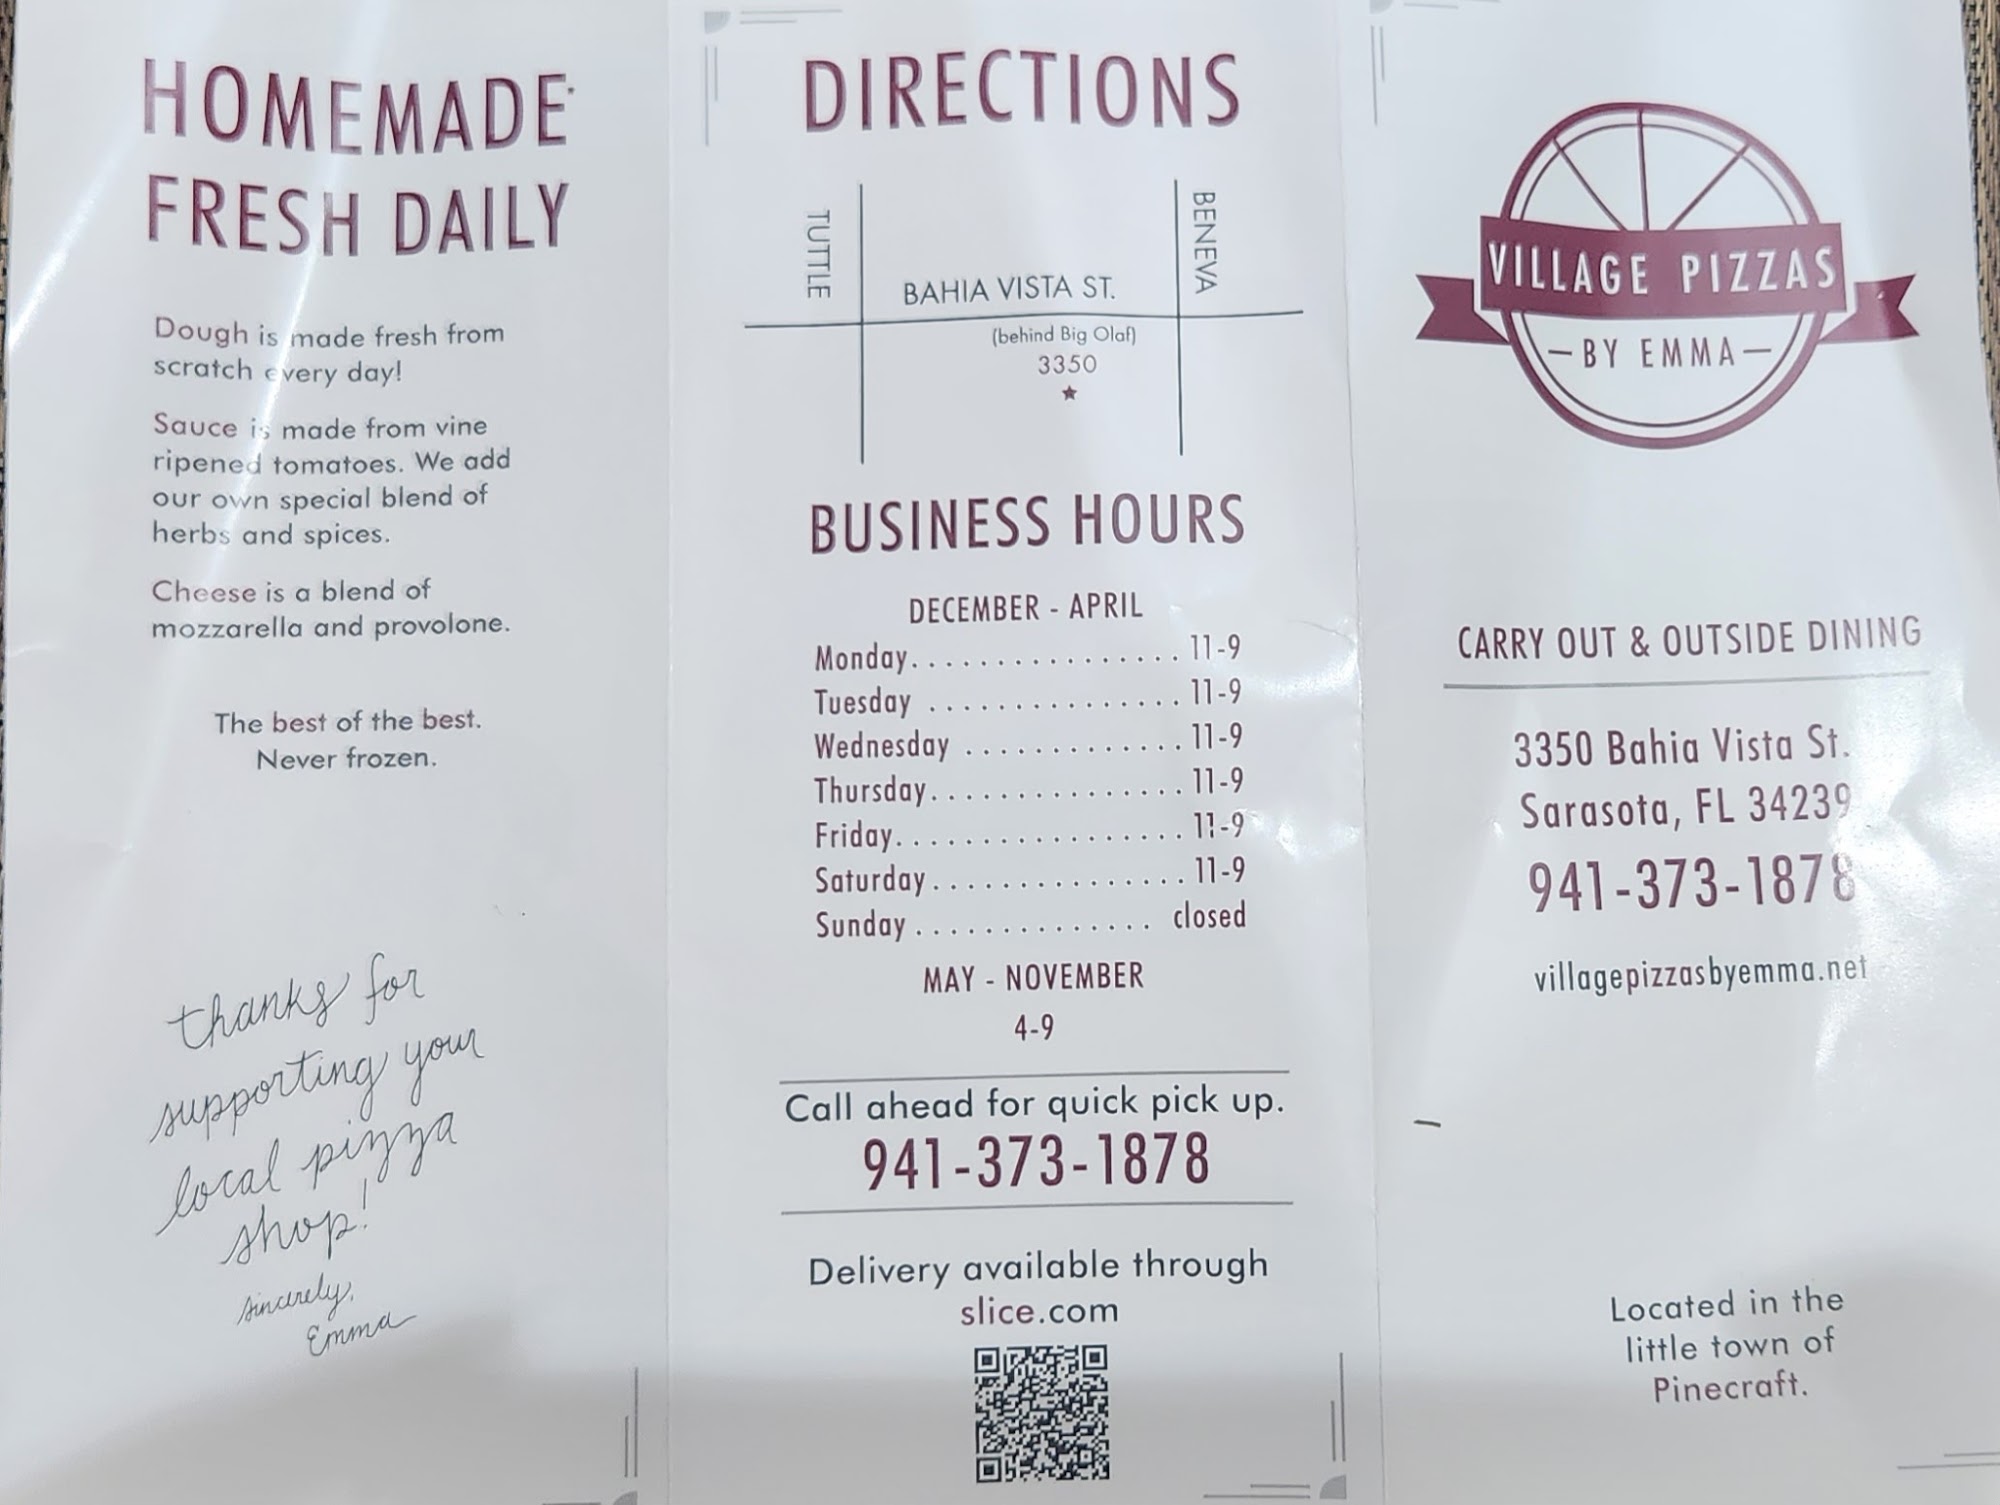 HOMEMADE
FRESH DAILY
Dough is made fresh from
scratch every day!
Sauce is made from vine
ripened tomatoes. We add
our own special blend of
herbs and spices.
Cheese is a blend of
mozzarella and provolone.
The best of the best.
Never frozen.
thanks for
supporting your
local pizza
shop!
sincerely,
Emma
DIRECTIONS
TUTTLE
BENEVA
BAHIA VISTA ST.
(behind Big Olaf)
3350
BUSINESS HOURS
DECEMBER - APRIL
Monday................11-9
Tuesday ...............11-9
Wednesday .............11-9
Thursday...............11-9
Friday.................11-9
Saturday...............11-9
Sunday.............. closed
MAY - NOVEMBER
4-9
Call ahead for quick pick up.
941-373-1878
Delivery available through
slice.com
VILLAGE PIZZAS
-BY EMMA-
CARRY OUT & OUTSIDE DINING
3350 Bahia Vista St.
Sarasota, FL 34239
941-373-1878
villagepizzasbyemma.net
Located in the
little town of
Pinecraft.